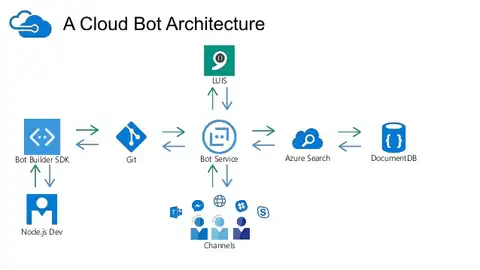 A Cloud Bot Architecture
LUIS
Bot Builder SDK
Git
Bot Service
Azure Search
DocumentDB
Node.js Dev
Channels